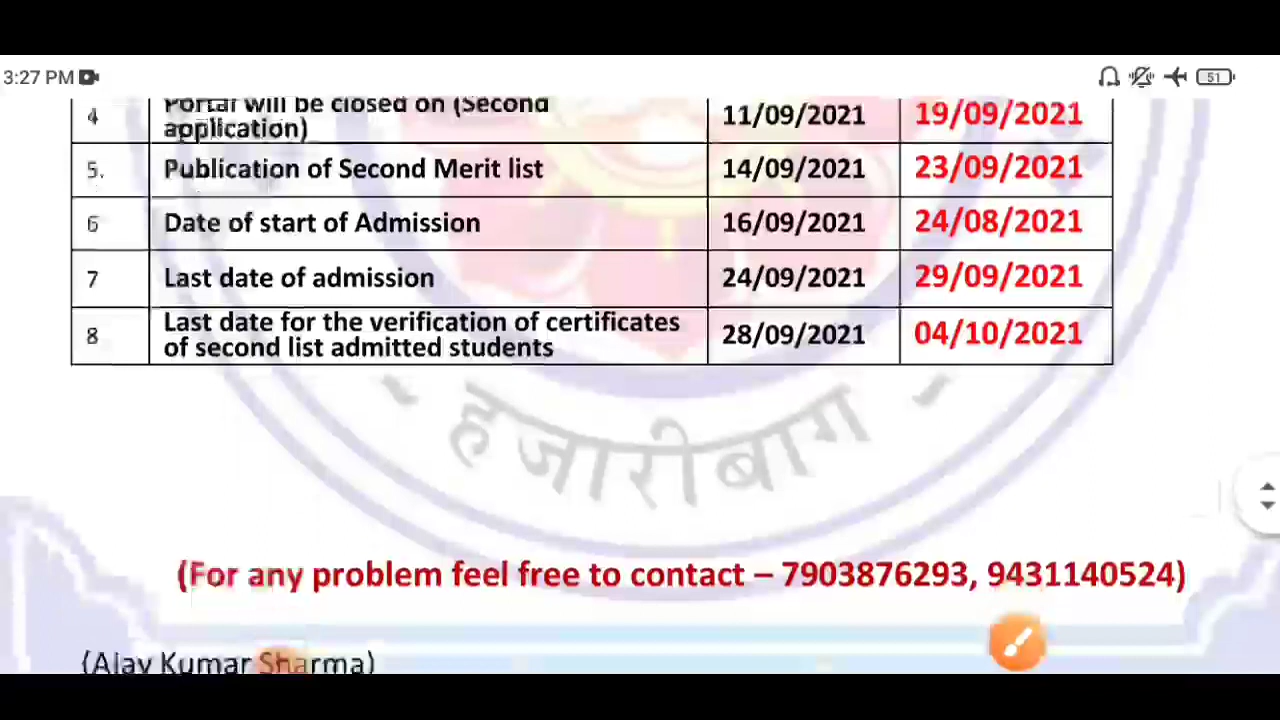 3:27 PM
51
4 Portal will be closed on (Second application) 11/09/2021 19/09/2021
5. Publication of Second Merit list 14/09/2021 23/09/2021
6 Date of start of Admission 16/09/2021 24/08/2021
7 Last date of admission 24/09/2021 29/09/2021
8 Last date for the verification of certificates of second list admitted students 28/09/2021 04/10/2021
हजारीबाग
(For any problem feel free to contact – 7903876293, 9431140524)
(Ajay Kumar Sharma)